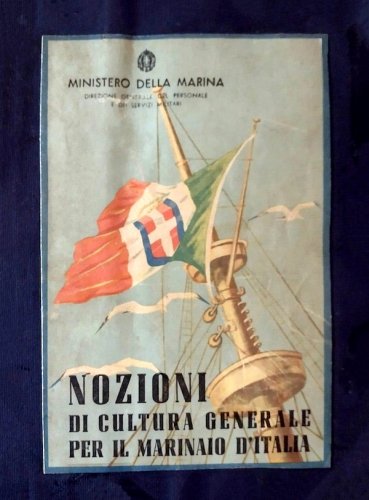 MINISTERO DELLA MARINA
DIREZIONE GENERALE DEL PERSONALE
E DEI SERVIZI MILITARI
NOZIONI
DI CULTURA GENERALE
PER IL MARINAIO D'ITALIA